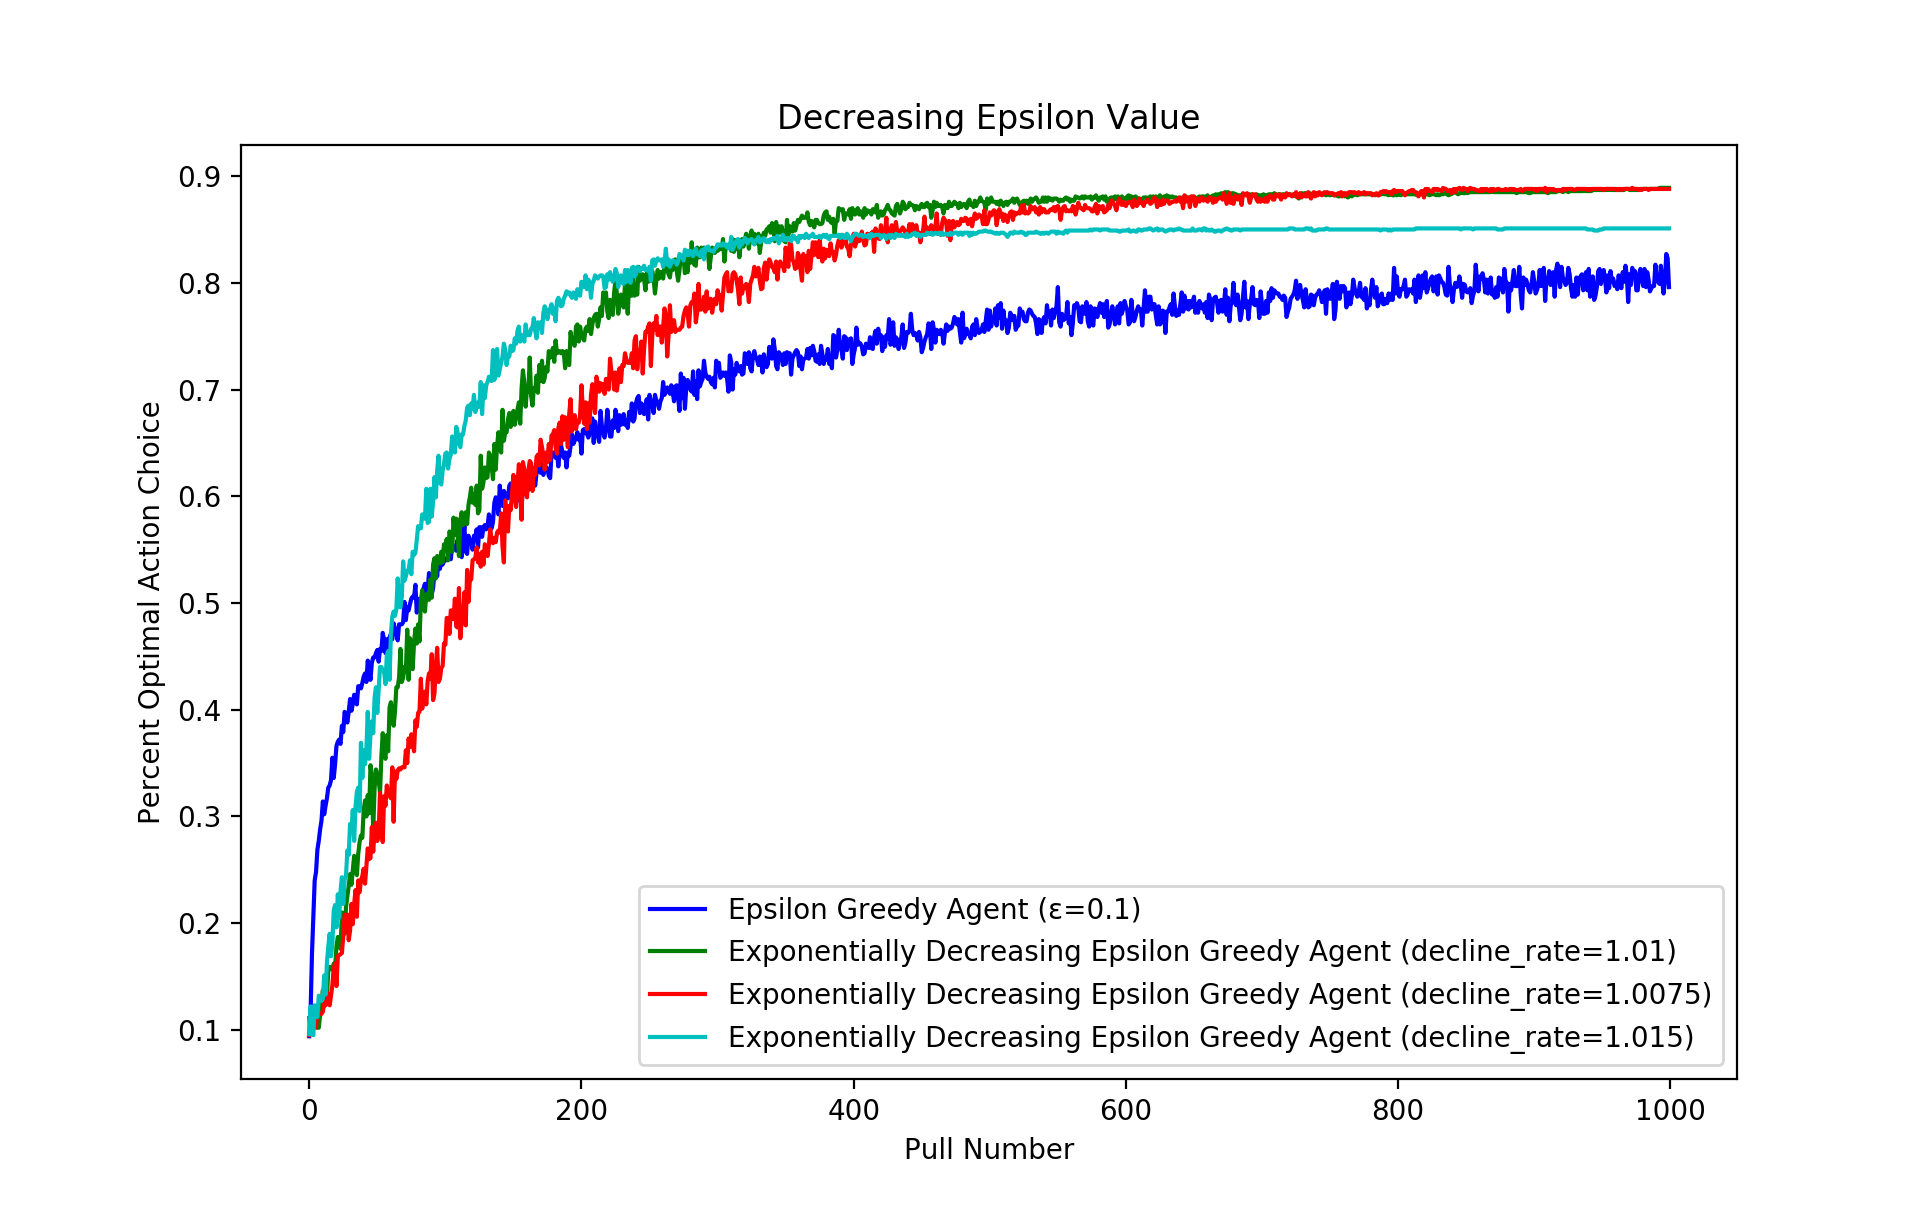 Decreasing Epsilon Value
Percent Optimal Action Choice
0.9
0.8
0.7
0.6
0.5
0.4
0.3
0.2
0.1
Epsilon Greedy Agent (ε=0.1)
Exponentially Decreasing Epsilon Greedy Agent (decline_rate=1.01)
Exponentially Decreasing Epsilon Greedy Agent (decline_rate=1.0075)
Exponentially Decreasing Epsilon Greedy Agent (decline_rate=1.015)
0 200 400 600 800 1000
Pull Number